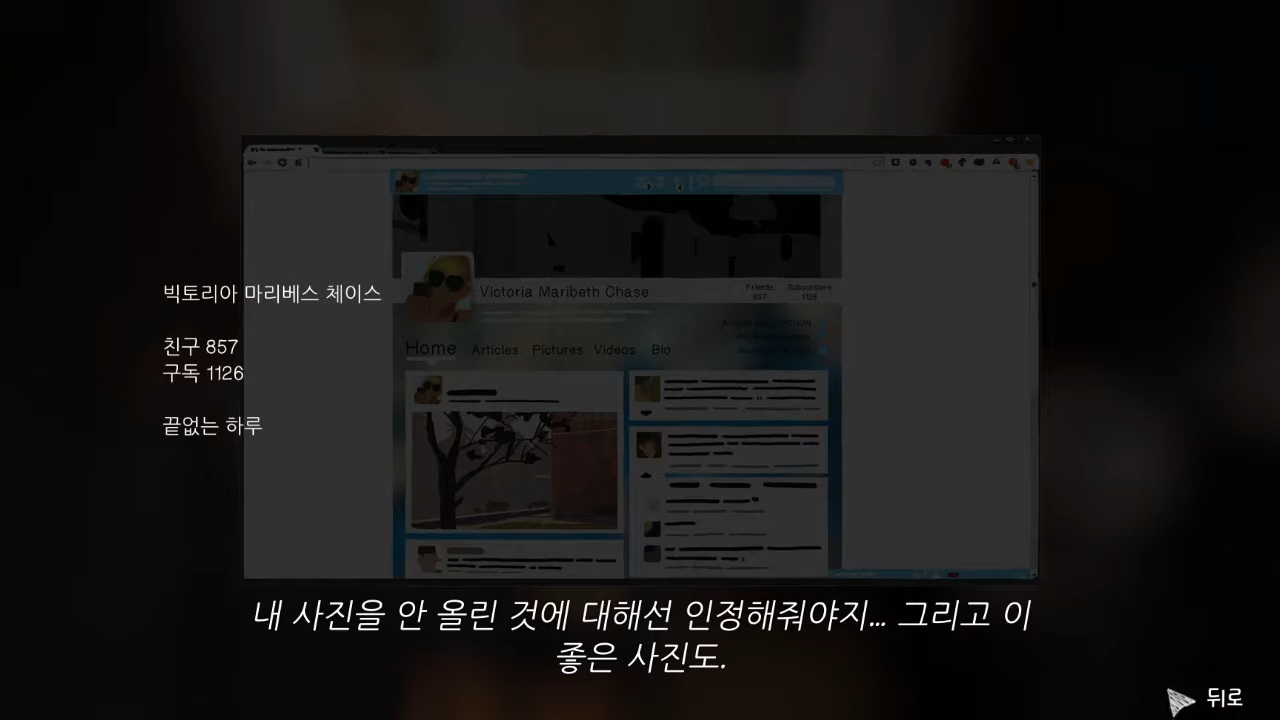 Victoria Maribeth Chase
Friends Subscribers
857 1126
Home Articles Pictures Videos Bio
빅토리아 마리베스 체이스
친구 857
구독 1126
끝없는 하루
내 사진을 안 올린 것에 대해선 인정해줘야지... 그리고 이
좋은 사진도.
뒤로